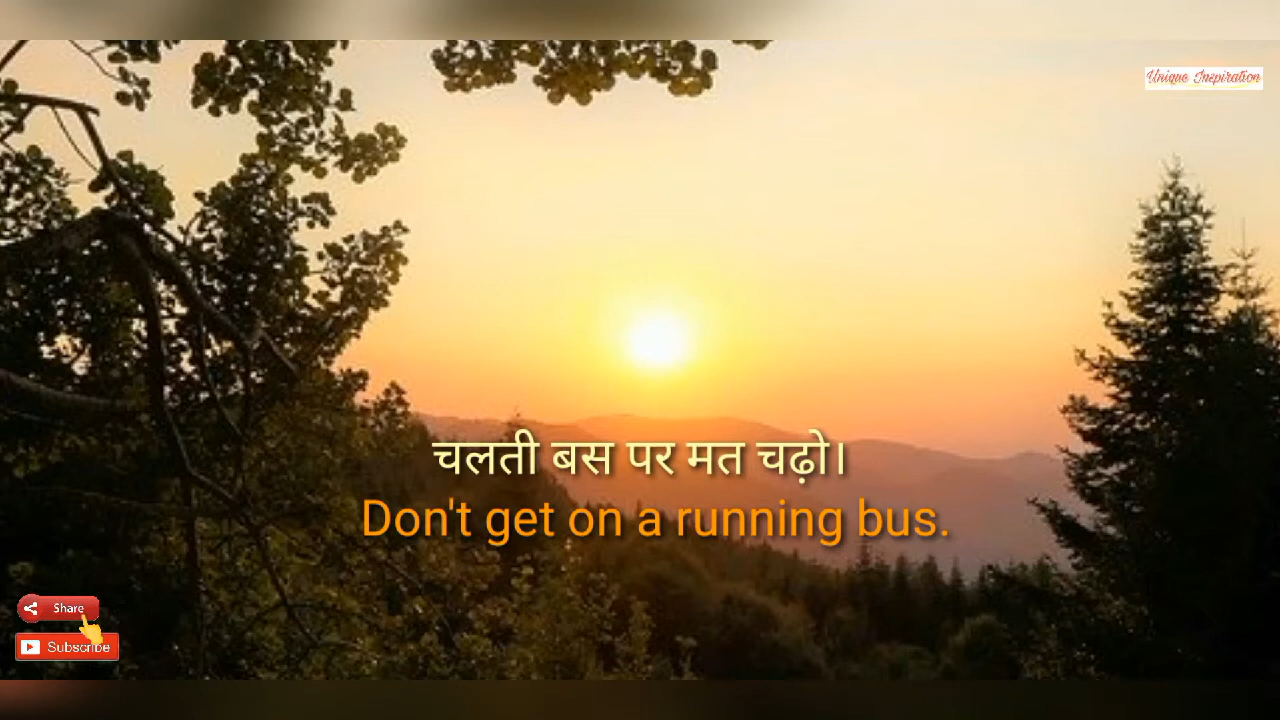 Unique Inspiration
चलती बस पर मत चढ़ो।
Don't get on a running bus.
Share
Subscribe